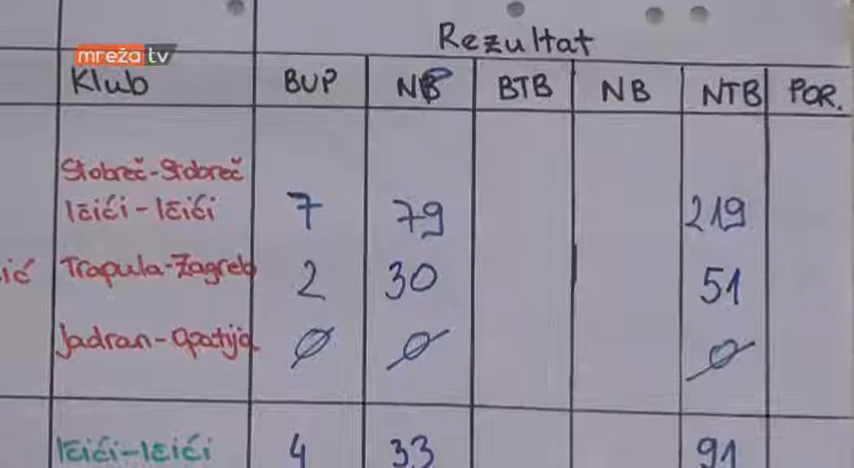 Rezultat
mreža tv
Klub BUP NB BTB NB NTB POR.
Stobreč-Stobreč
Ičići-Ičići 7 79 219
ić Trapula-Zagreb 2 30 51
Jadran-Opatija Ø Ø Ø
Ičići-Ičići 4 33 91